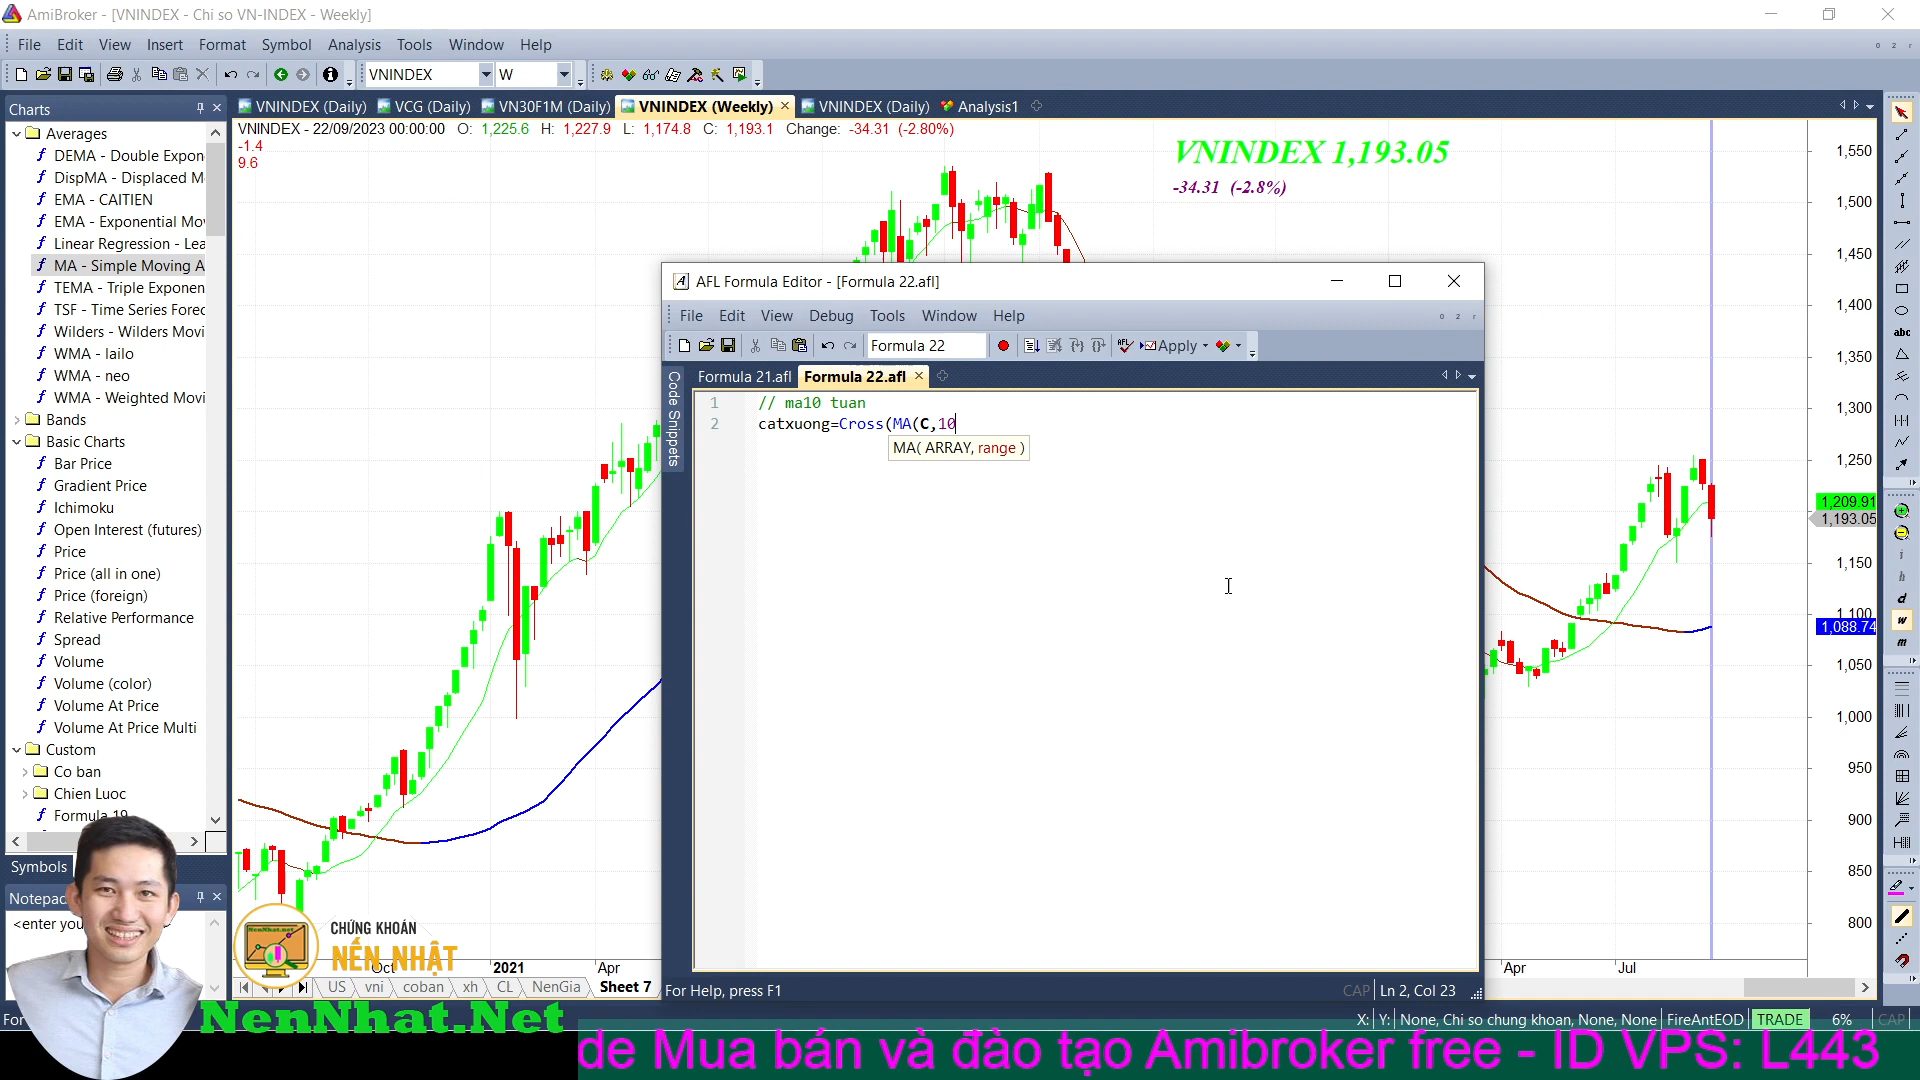 AmiBroker - [VNINDEX - Chi so VN-INDEX - Weekly]
File Edit View Insert Format Symbol Analysis Tools Window Help
VNINDEX W
Charts
VNINDEX (Daily) VCG (Daily) VN30F1M (Daily) VNINDEX (Weekly) VNINDEX (Daily) Analysis1
VNINDEX - 22/09/2023 00:00:00 O: 1,225.6 H: 1,227.9 L: 1,174.8 C: 1,193.1 Change: -34.31 (-2.80%)
-1.4
9.6
VNINDEX 1,193.05
-34.31 (-2.8%)
Averages
DEMA - Double Expon
DispMA - Displaced M
EMA - CAITIEN
EMA - Exponential Mov
Linear Regression - Lea
MA - Simple Moving A
TEMA - Triple Exponen
TSF - Time Series Forec
Wilders - Wilders Movi
WMA - lailo
WMA - neo
WMA - Weighted Movi
Bands
Basic Charts
Bar Price
Gradient Price
Ichimoku
Open Interest (futures)
Price
Price (all in one)
Price (foreign)
Relative Performance
Spread
Volume
Volume (color)
Volume At Price
Volume At Price Multi
Custom
Co ban
Chien Luoc
Formula 19
Symbols
Notepad
<enter you
AFL Formula Editor - [Formula 22.afl]
File Edit View Debug Tools Window Help
Formula 22
AFL
Apply
Code Snippets
Formula 21.afl Formula 22.afl
1 // ma10 tuan
2 catxuong=Cross(MA(C,10
MA( ARRAY, range )
For Help, press F1
CAP Ln 2, Col 23
1,550
1,500
1,450
1,400
1,350
1,300
1,250
1,209.91
1,193.05
1,150
1,100
1,088.74
1,050
1,000
950
900
850
800
abc
i
h
d
w
m
Oct 2021 Apr Apr Jul
US vni coban xh CL NenGia Sheet 7
CHỨNG KHOÁN
NẾN NHẬT
NenNhat.net
NenNhat.Net
For
X: Y: None, Chi so chung khoan, None, None FireAntEOD TRADE 6% CAP
de Mua bán và đào tạo Amibroker free - ID VPS: L443